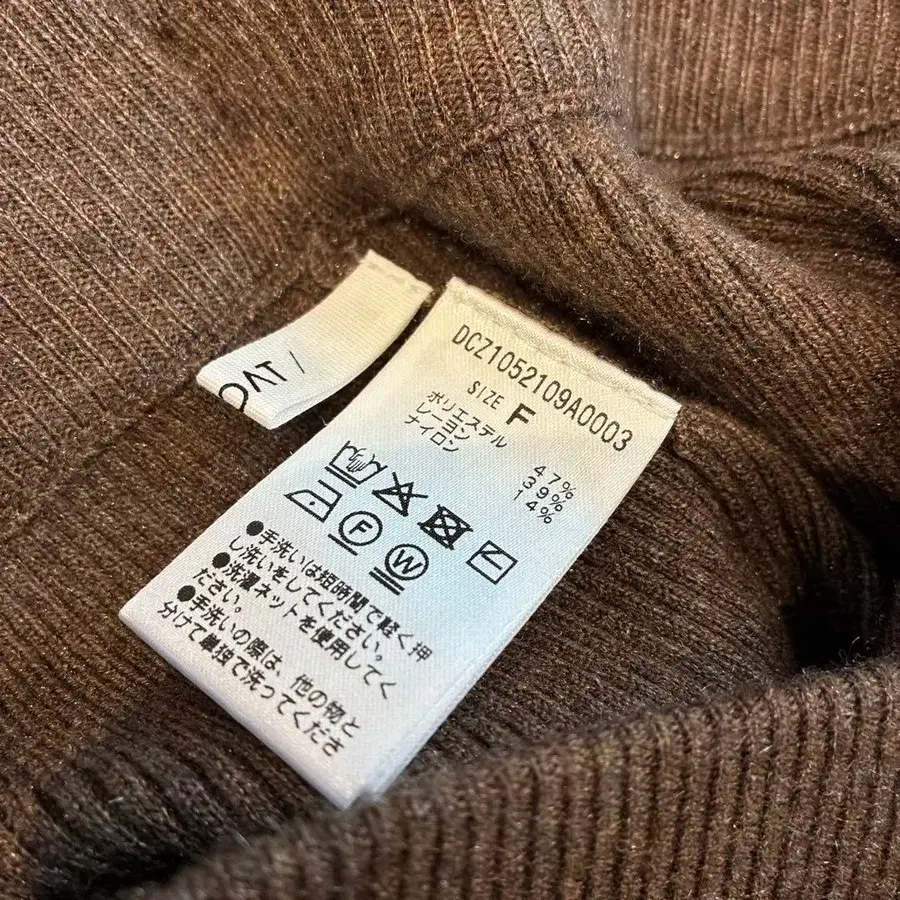 OAT /
DCZ1052109A0003
SIZE F
ポリエステル 47%
レーヨン 39%
ナイロン 14%
F
W
●手洗いは短時間で軽く押
し洗いをしてください。
●洗濯ネットを使用してく
ださい。
●手洗いの際は、他の物と
分けて単独で洗ってくださ